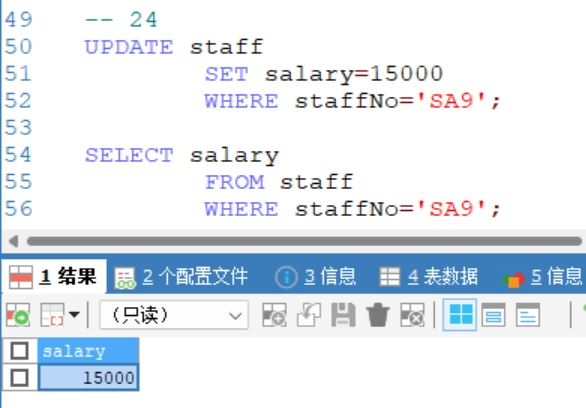 49 -- 24
50 UPDATE staff
51 SET salary=15000
52 WHERE staffNo='SA9';
53
54 SELECT salary
55 FROM staff
56 WHERE staffNo='SA9';
1 结果 2 个配置文件 3 信息 4 表数据 5 信息
（只读）
salary
15000